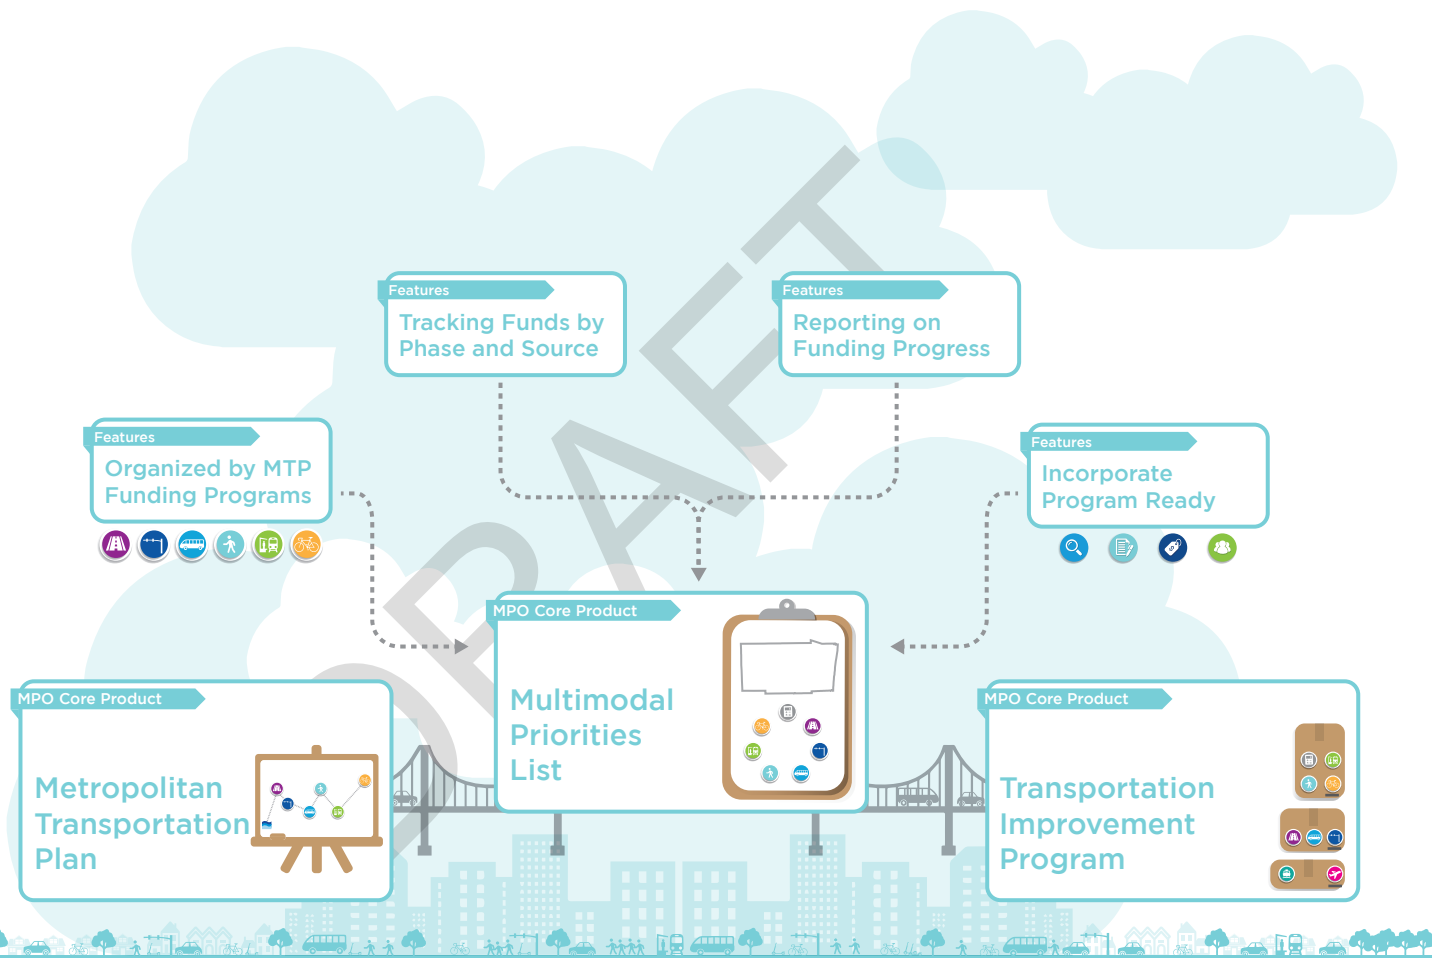 Features
Tracking Funds by
Phase and Source
Features
Reporting on
Funding Progress
Features
Organized by MTP
Funding Programs
Features
Incorporate
Program Ready
MPO Core Product
Multimodal
Priorities
List
MPO Core Product
Metropolitan
Transportation
Plan
MPO Core Product
Transportation
Improvement
Program
DRAFT